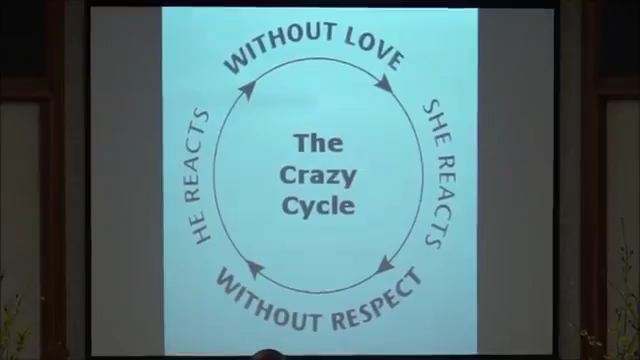 WITHOUT LOVE
SHE REACTS
WITHOUT RESPECT
HE REACTS
The
Crazy
Cycle